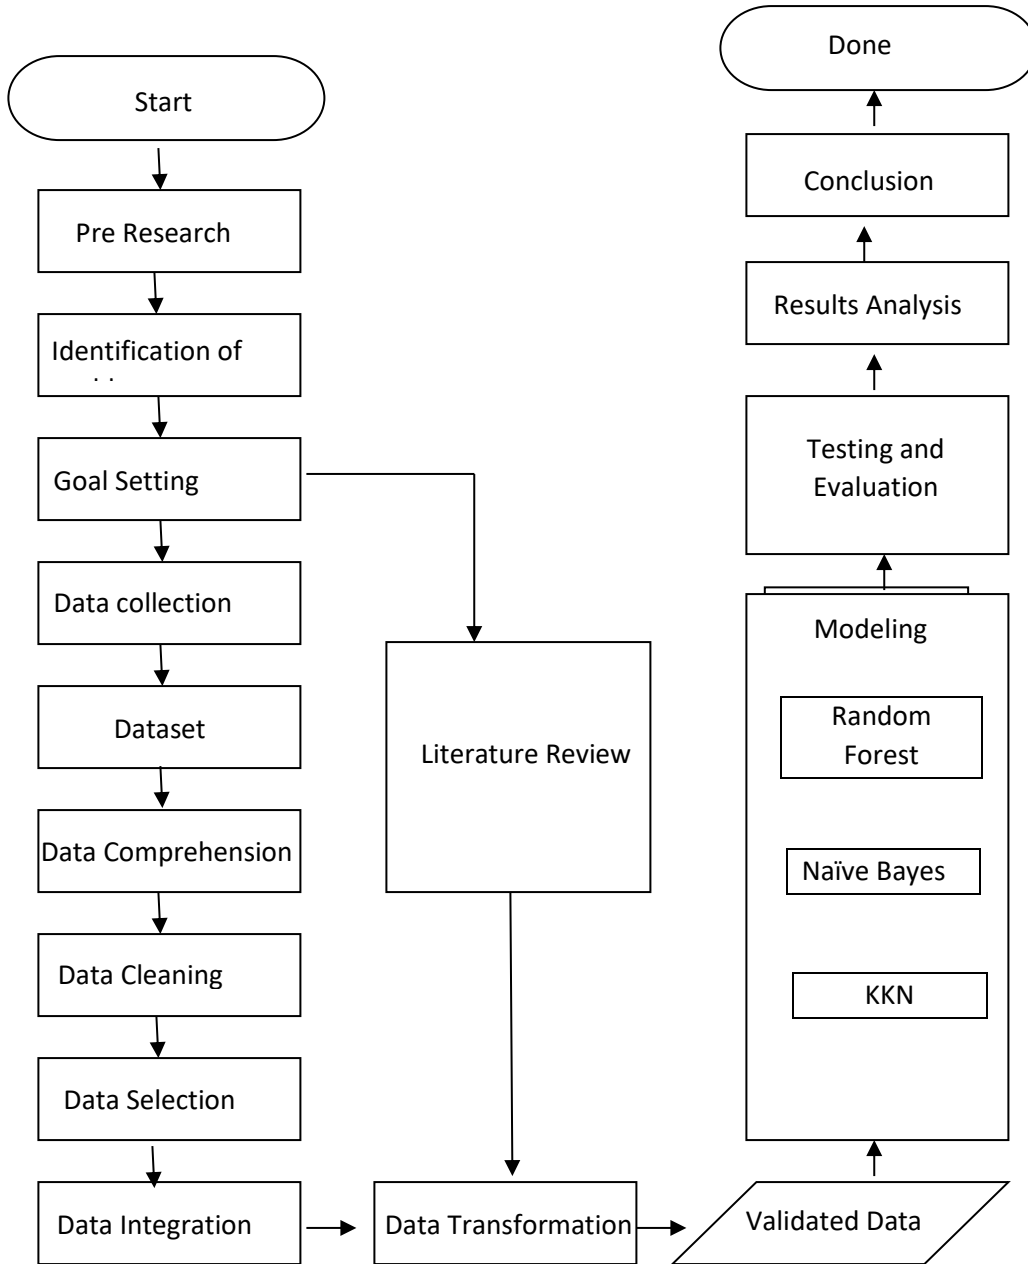 Start
Pre Research
Identification of
Goal Setting
Data collection
Dataset
Data Comprehension
Data Cleaning
Data Selection
Data Integration
Literature Review
Data Transformation
Validated Data
Modeling
Random
Forest
Naïve Bayes
KKN
Testing and
Evaluation
Results Analysis
Conclusion
Done